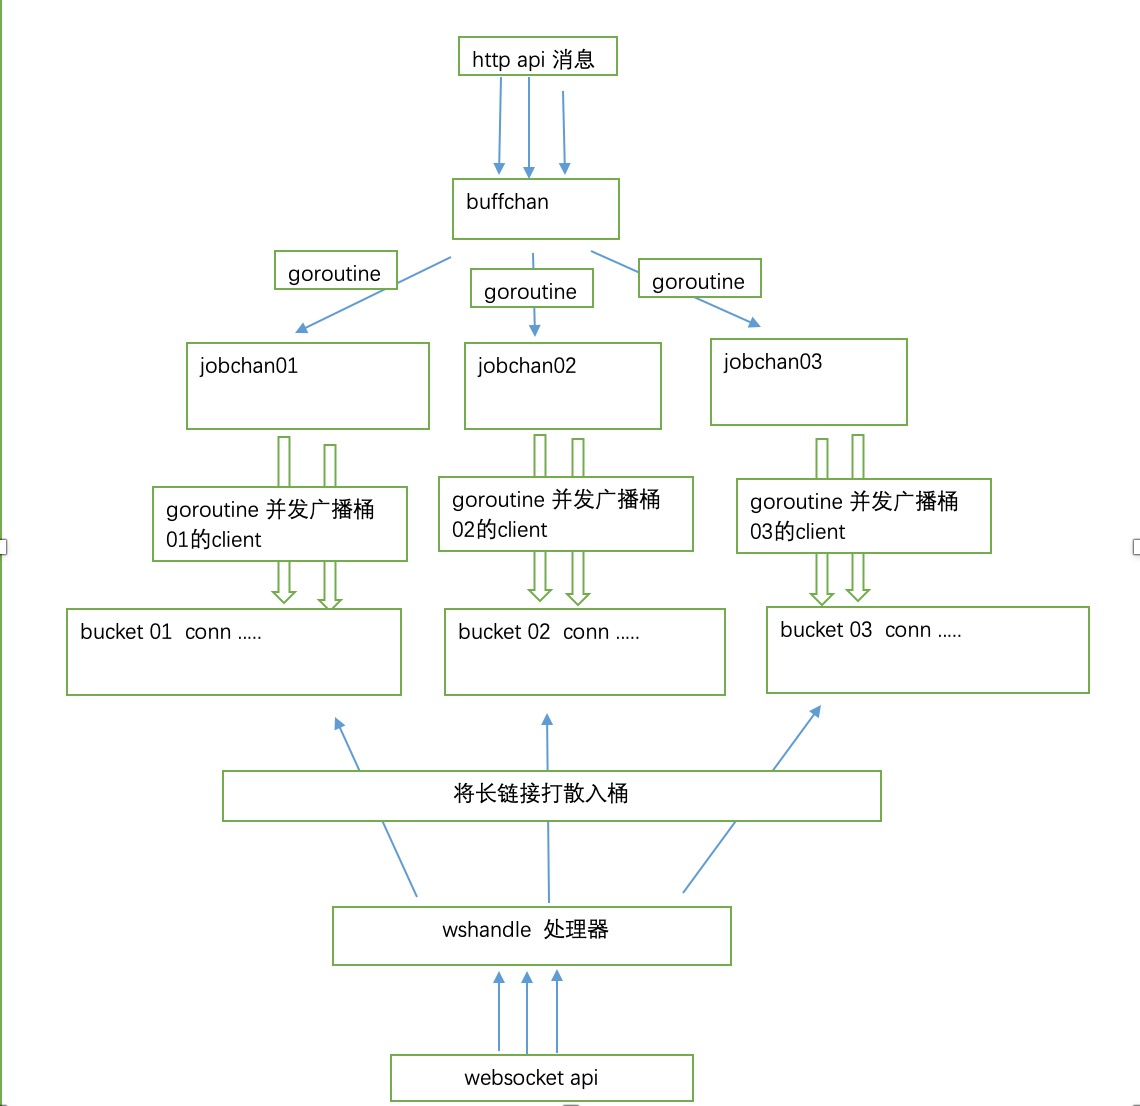 http api 消息
buffchan
goroutine
goroutine
goroutine
jobchan01
jobchan02
jobchan03
goroutine 并发广播桶
01的client
goroutine 并发广播桶
02的client
goroutine 并发广播桶
03的client
bucket 01  conn .....
bucket 02  conn .....
bucket 03  conn .....
将长链接打散入桶
wshandle  处理器
websocket api